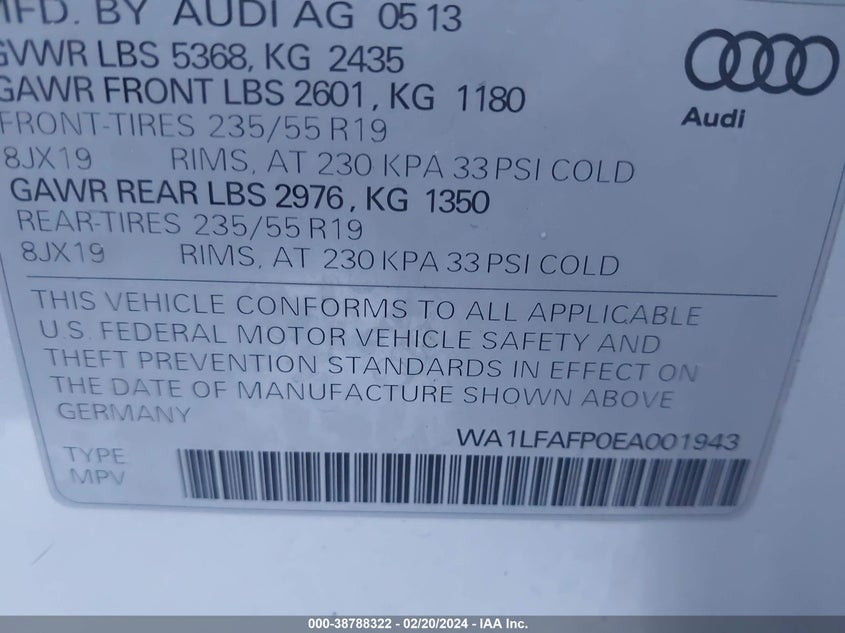 MFD. BY AUDI AG 05 13
GVWR LBS 5368, KG 2435
GAWR FRONT LBS 2601, KG 1180
FRONT-TIRES 235/55 R19
8JX19 RIMS, AT 230 KPA 33 PSI COLD
GAWR REAR LBS 2976, KG 1350
REAR-TIRES 235/55 R19
8JX19 RIMS, AT 230 KPA 33 PSI COLD
Audi
THIS VEHICLE CONFORMS TO ALL APPLICABLE
U.S. FEDERAL MOTOR VEHICLE SAFETY AND
THEFT PREVENTION STANDARDS IN EFFECT ON
THE DATE OF MANUFACTURE SHOWN ABOVE
GERMANY
WA1LFAFP0EA001943
TYPE
MPV
000-38788322 - 02/20/2024 - IAA Inc.